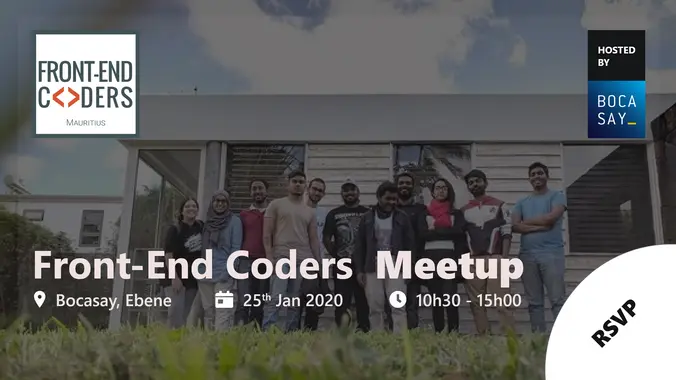 FRONT-END
C<>DERS
MAURITIUS
HOSTED
BY
BOCA
SAY_
Front-End Coders Meetup
Bocasay, Ebene
25th Jan 2020
10h30 - 15h00
RSVP